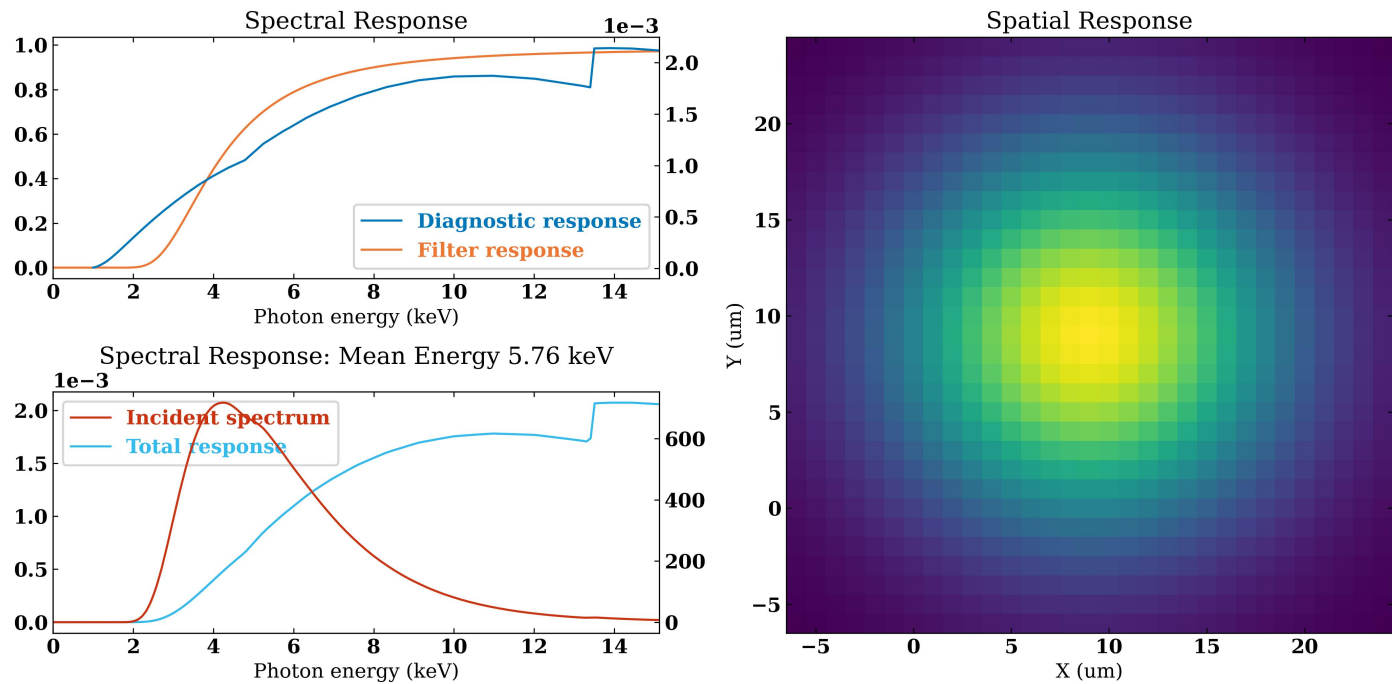 Spectral Response
1e−3
1.0
0.8
0.6
0.4
0.2
0.0
2.0
1.5
1.0
0.5
0.0
Diagnostic response
Filter response
0 2 4 6 8 10 12 14
Photon energy (keV)
Spectral Response: Mean Energy 5.76 keV
1e−3
2.0
1.5
1.0
0.5
0.0
600
400
200
0
Incident spectrum
Total response
0 2 4 6 8 10 12 14
Photon energy (keV)
Spatial Response
Y (um)
20
15
10
5
0
−5
−5 0 5 10 15 20
X (um)